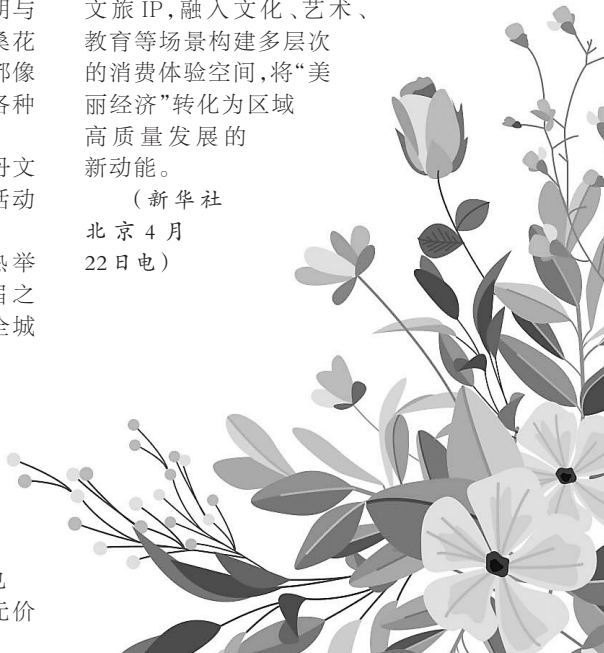 明与
桑花
都像
各种
丹文
活动
热举
届之
全城
元价
文旅IP,融入文化、艺术、
教育等场景构建多层次
的消费体验空间,将“美
丽经济”转化为区域
高质量发展的
新动能。
(新华社
北京4月
22日电)